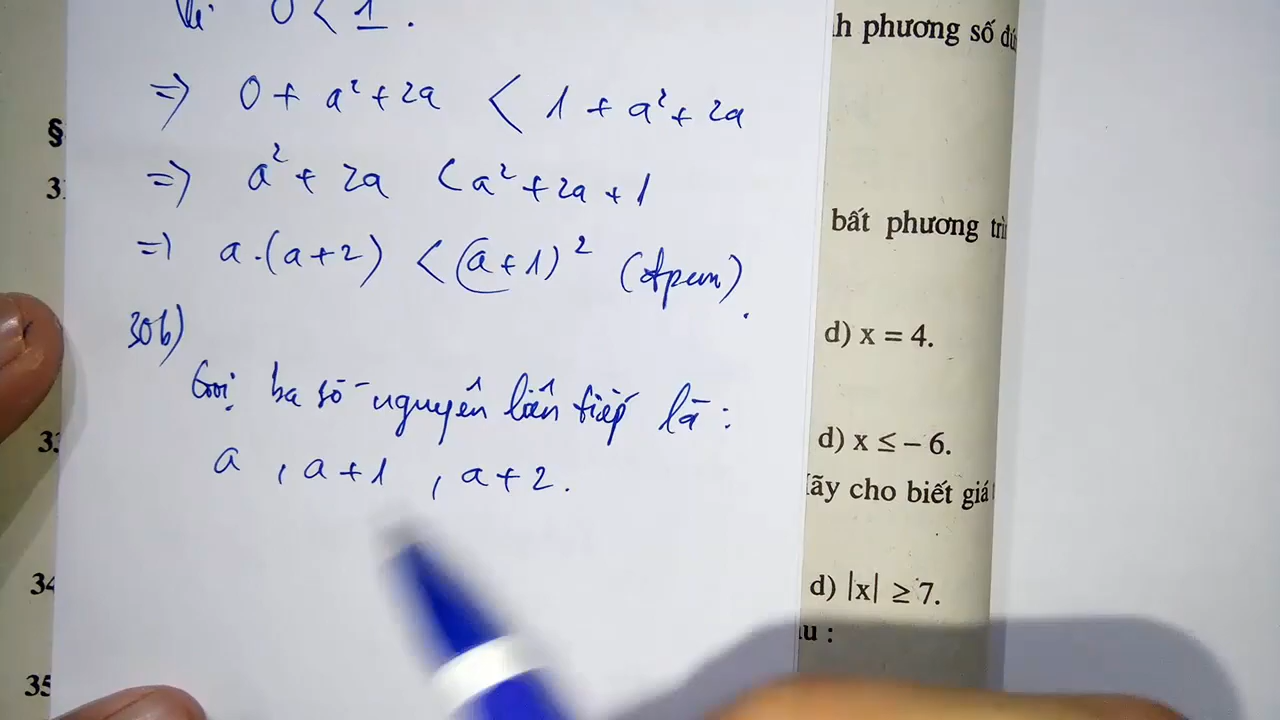 Vì 0 < 1.
=> 0 + a² + 2a < 1 + a² + 2a
=> a² + 2a < a² + 2a + 1
=> a.(a+2) < (a+1)² (đpcm).
30b)
Gọi ba số nguyên liên tiếp là:
a, a+1, a+2.
h phương số
bất phương trì
d) x = 4.
d) x ≤ – 6.
ãy cho biết giá
d) |x| ≥ 7.
u :
§
3
33
34
35